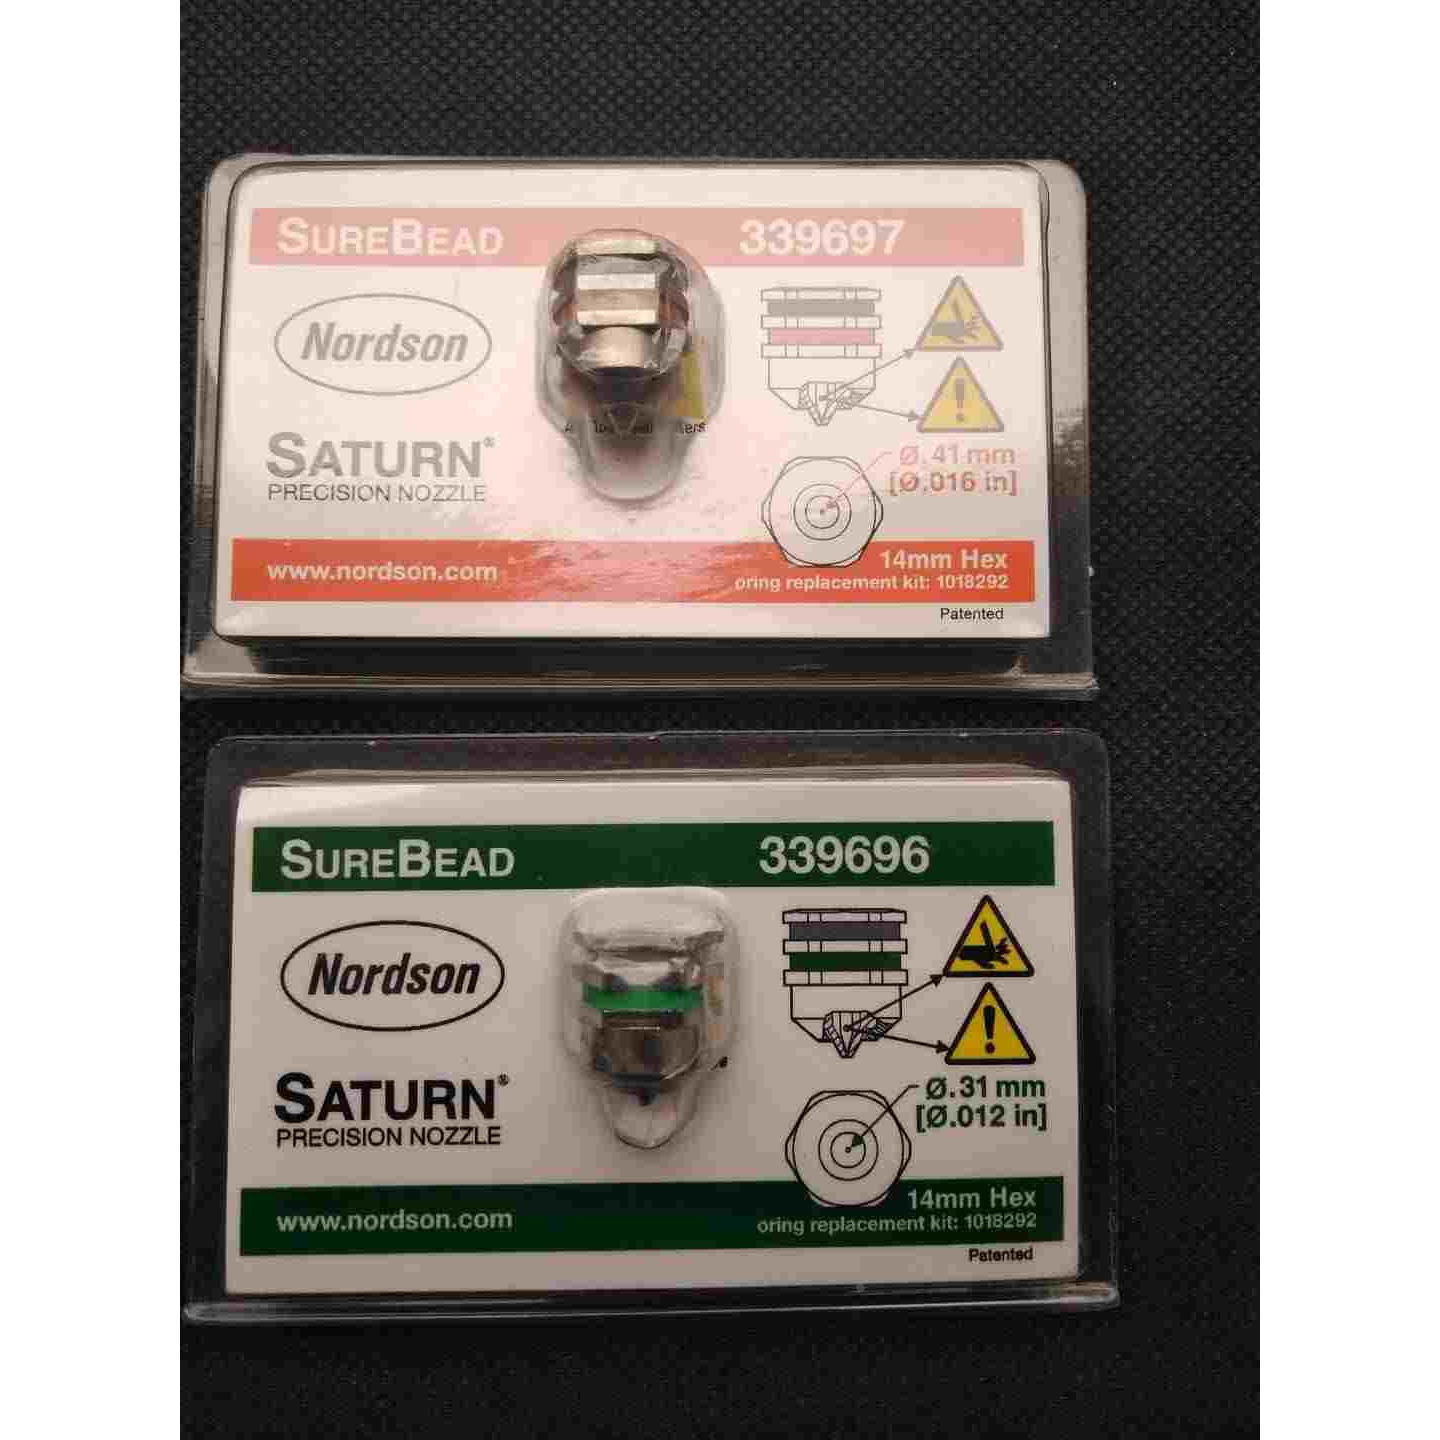 SUREBEAD 339697
Nordson
SATURN®
PRECISION NOZZLE
Ø.41 mm
[Ø.016 in]
www.nordson.com
14mm Hex
oring replacement kit: 1018292
Patented
SUREBEAD 339696
Nordson
SATURN®
PRECISION NOZZLE
Ø.31 mm
[Ø.012 in]
www.nordson.com
14mm Hex
oring replacement kit: 1018292
Patented